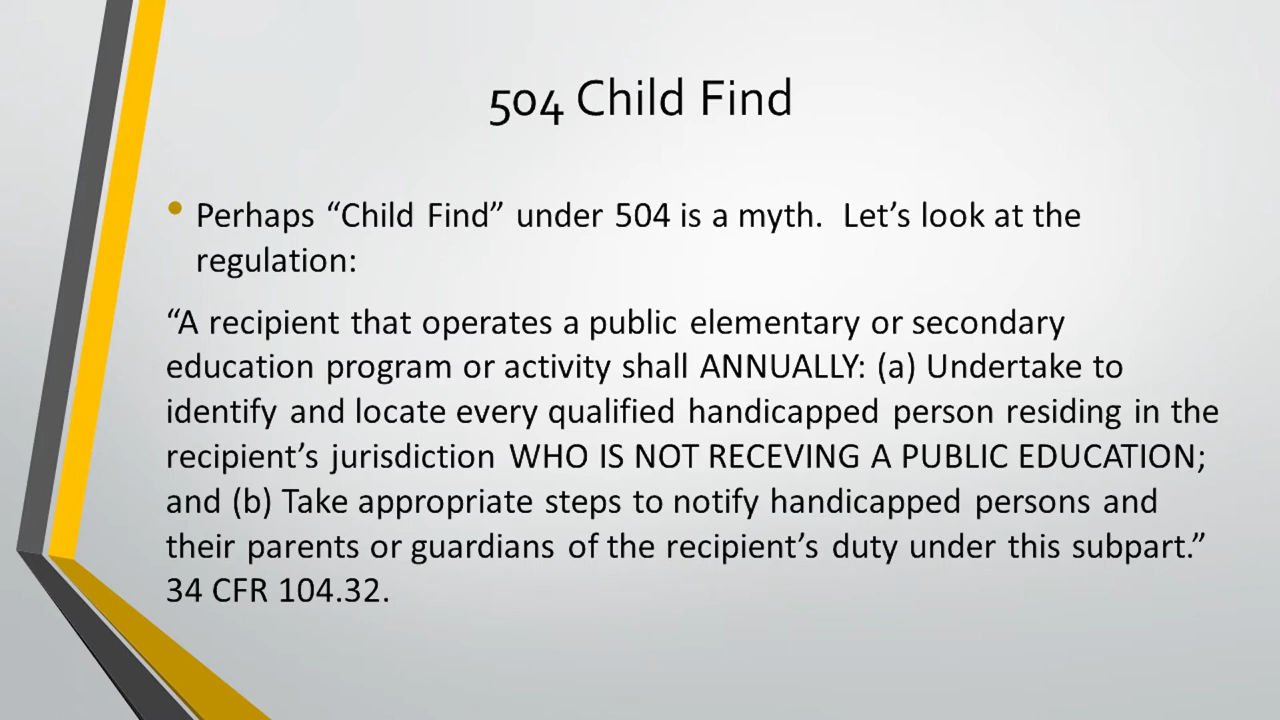 504 Child Find
• Perhaps “Child Find” under 504 is a myth.  Let’s look at the
regulation:
“A recipient that operates a public elementary or secondary
education program or activity shall ANNUALLY: (a) Undertake to
identify and locate every qualified handicapped person residing in the
recipient’s jurisdiction WHO IS NOT RECEVING A PUBLIC EDUCATION;
and (b) Take appropriate steps to notify handicapped persons and
their parents or guardians of the recipient’s duty under this subpart.”
34 CFR 104.32.